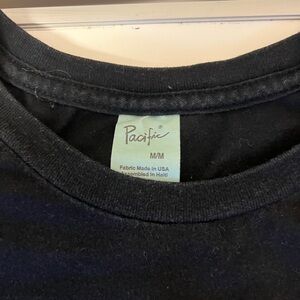 Pacific®
M/M
Fabric Made in USA
Assembled in Haiti